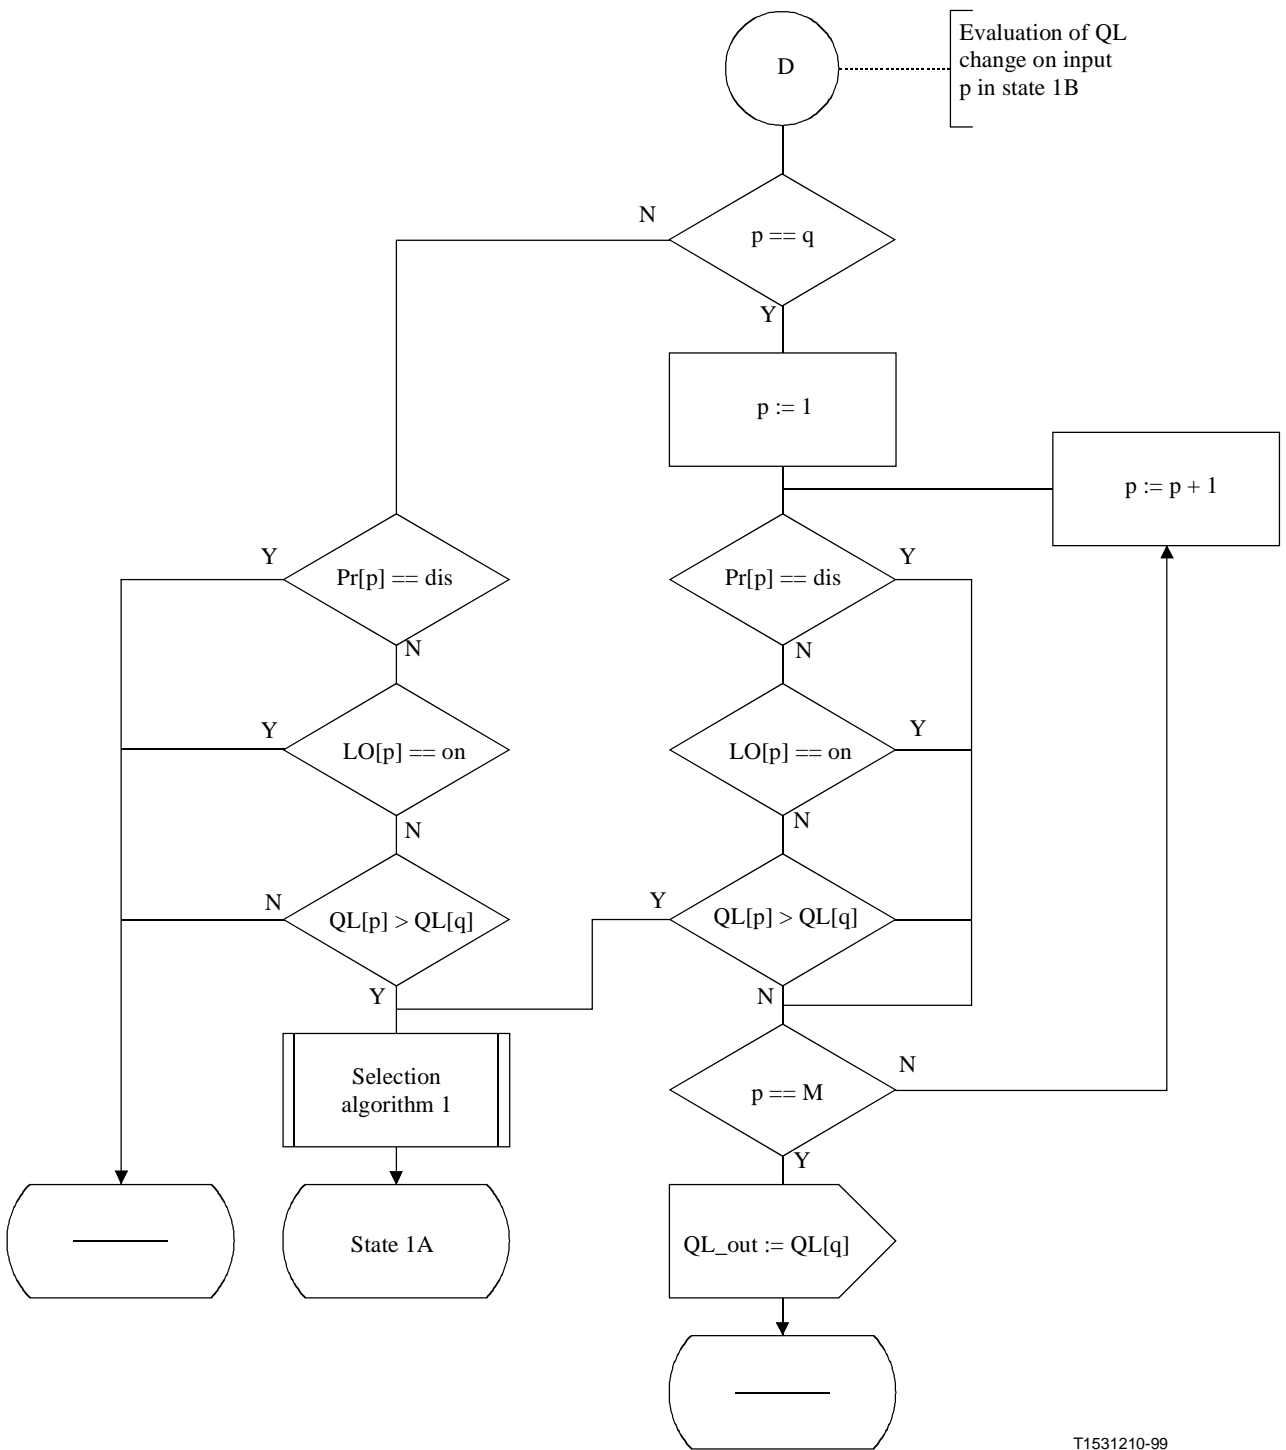 D
Evaluation of QL
change on input
p in state 1B
N
p == q
Y
p := 1
p := p + 1
Y
Pr[p] == dis
N
Pr[p] == dis
Y
N
Y
LO[p] == on
N
LO[p] == on
Y
N
N
QL[p] > QL[q]
Y
Y
QL[p] > QL[q]
N
Selection
algorithm 1
p == M
N
Y
State 1A
QL_out := QL[q]
T1531210-99